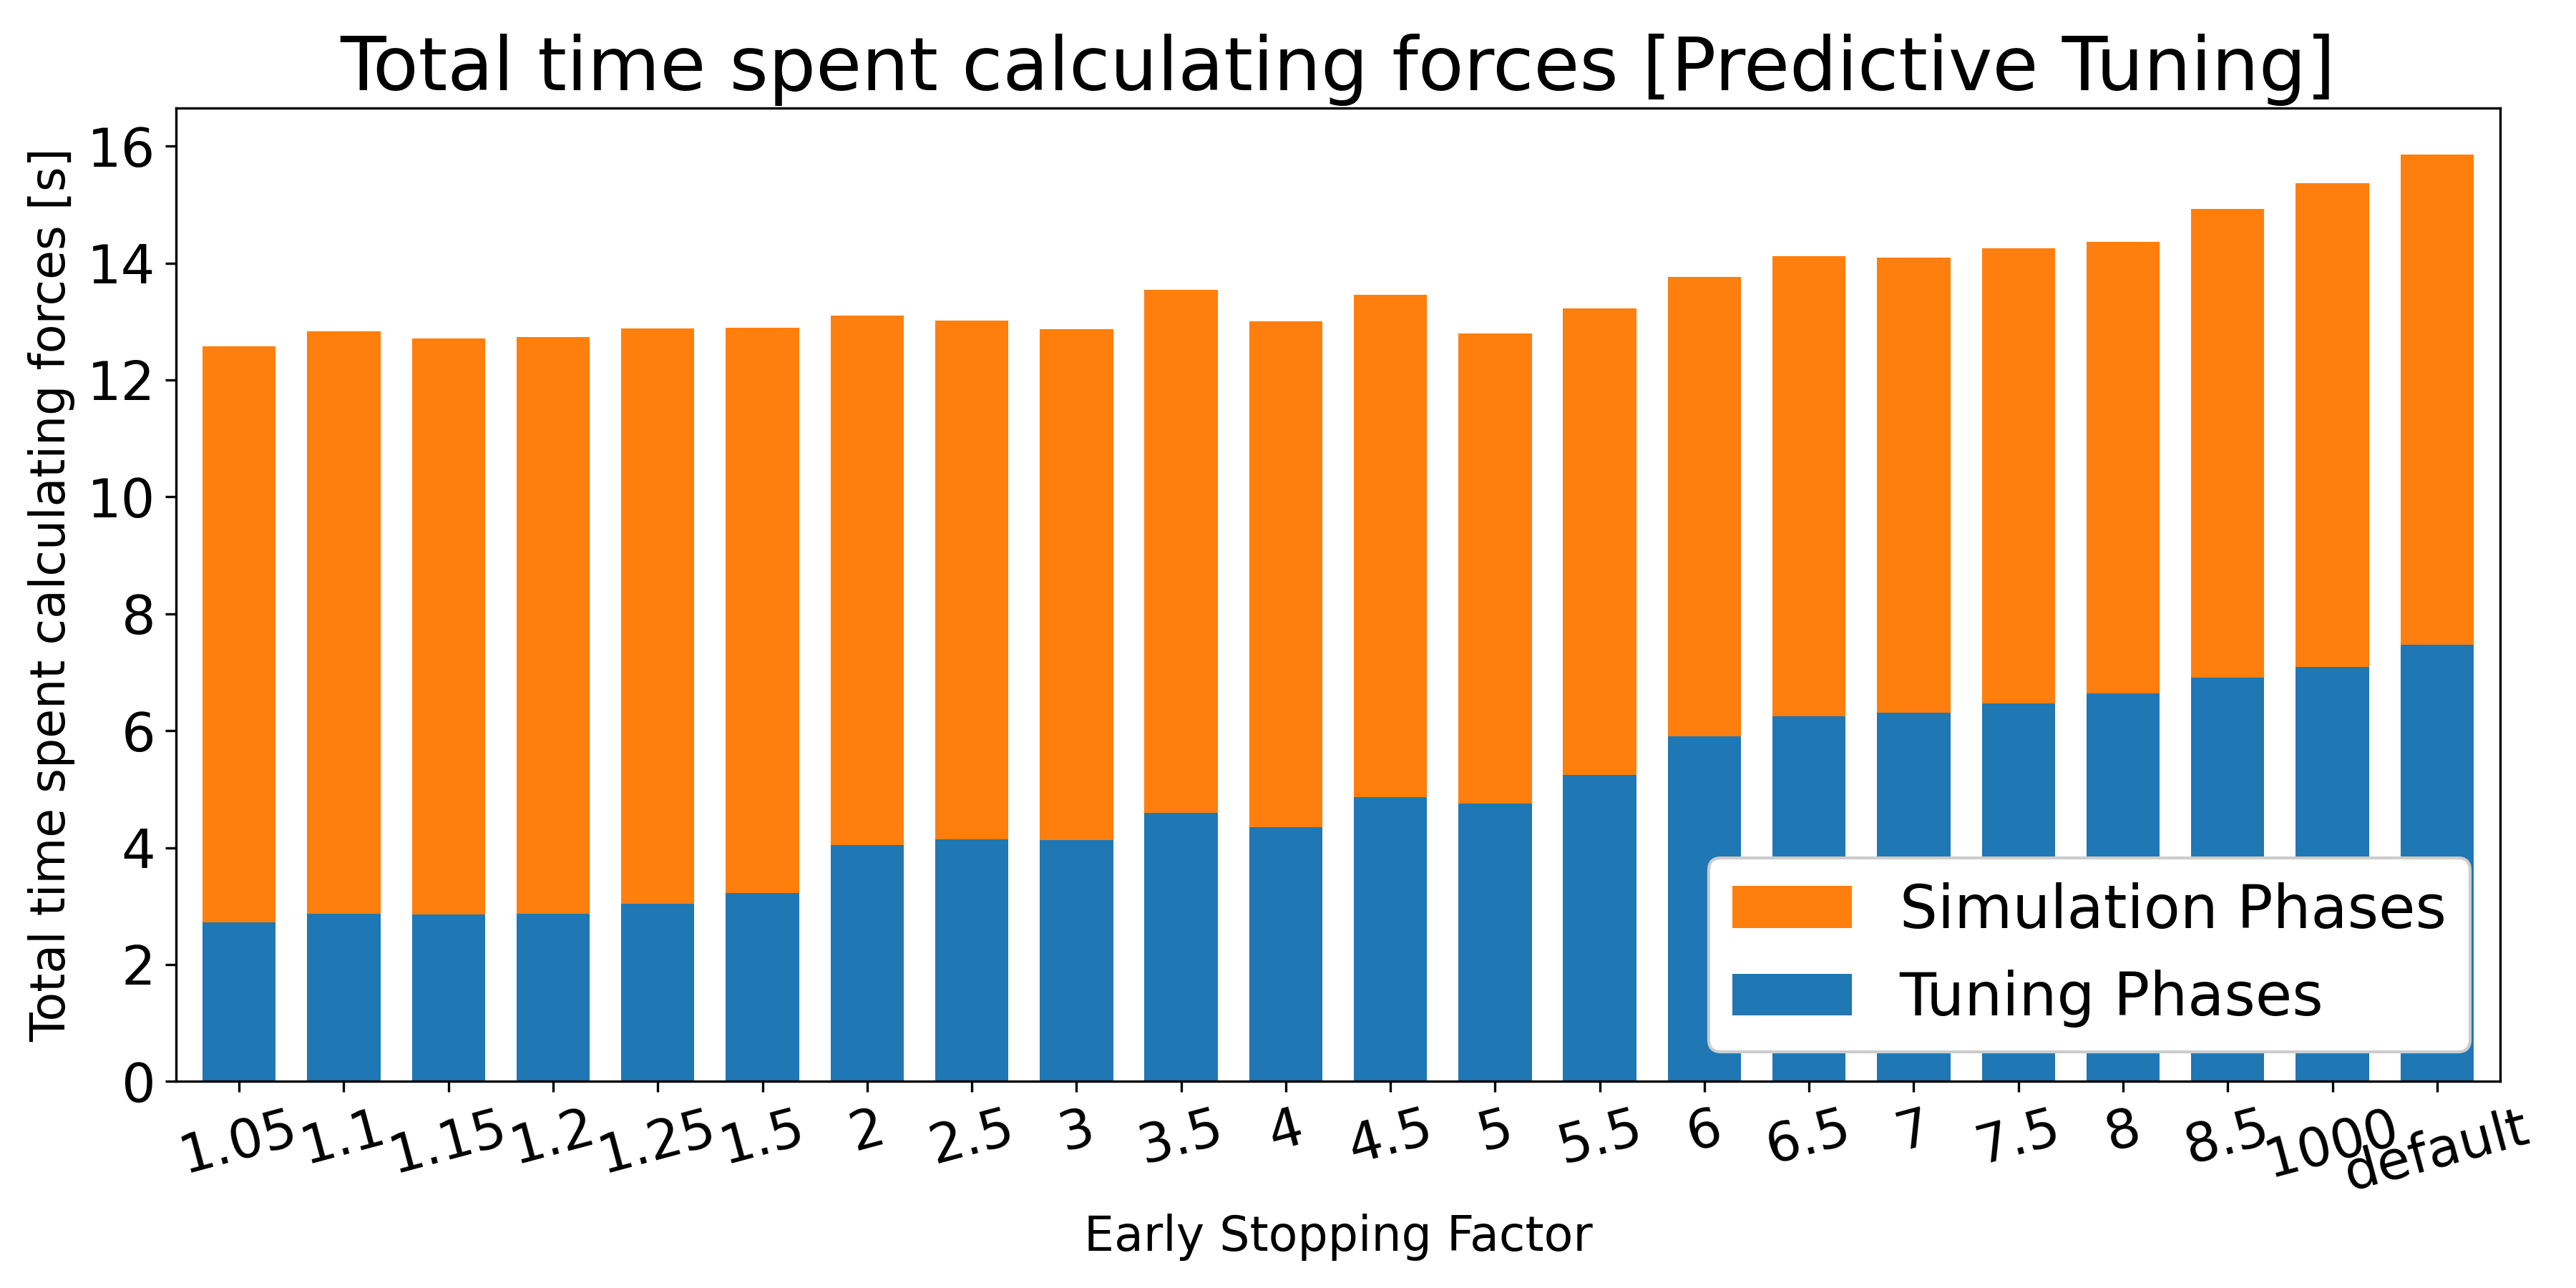 Total time spent calculating forces [Predictive Tuning]
Total time spent calculating forces [s]
16
14
12
10
8
6
4
2
0
Simulation Phases
Tuning Phases
1.05 1.1 1.15 1.2 1.25 1.5 2 2.5 3 3.5 4 4.5 5 5.5 6 6.5 7 7.5 8 8.5 1000 default
Early Stopping Factor